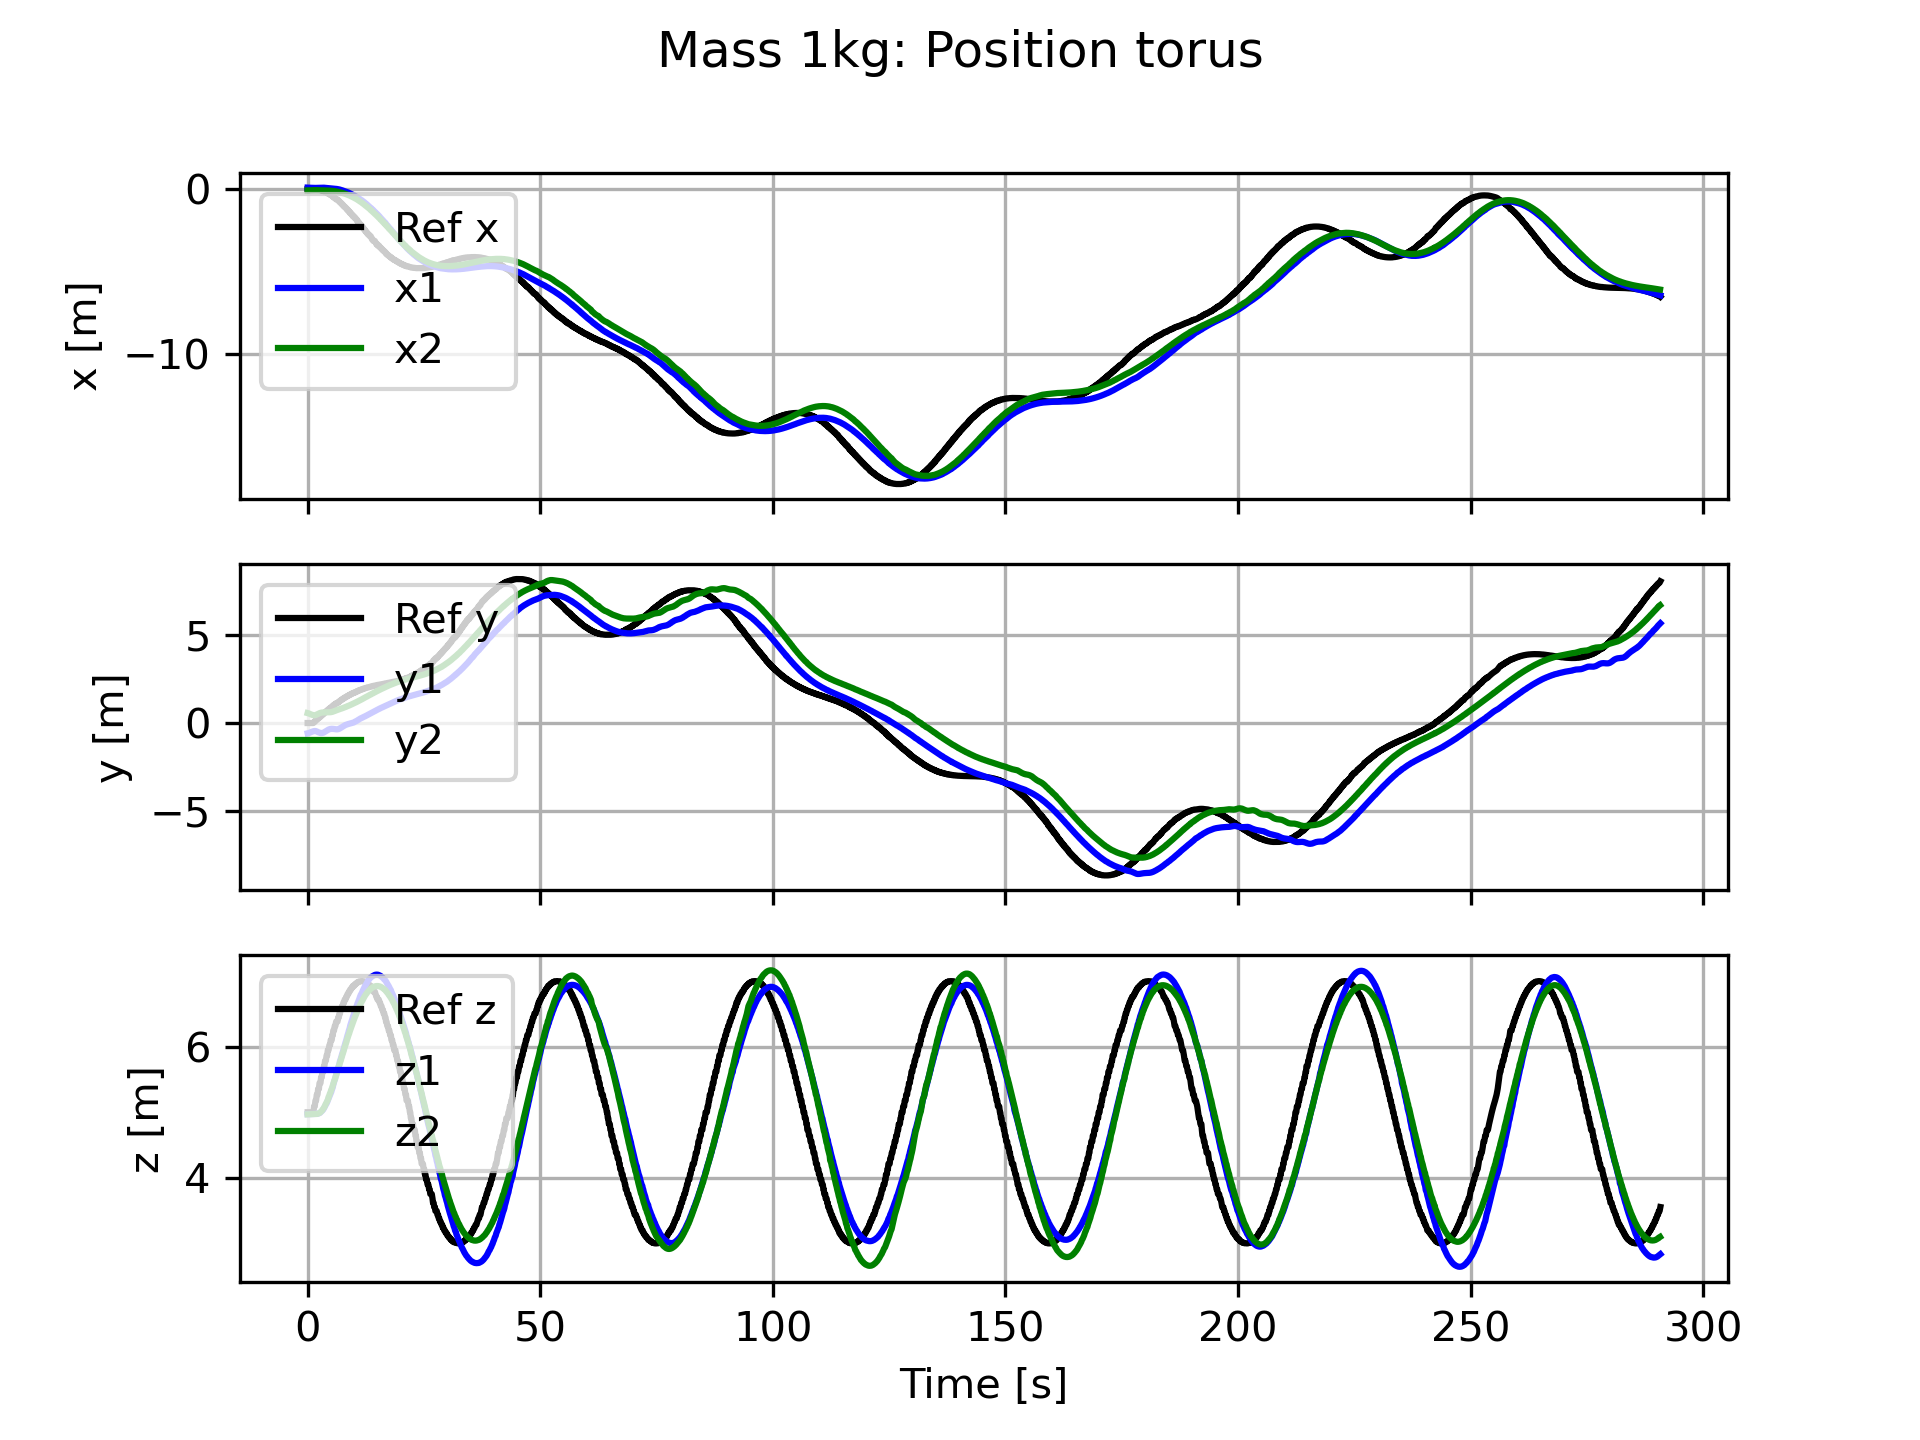 Mass 1kg: Position torus
0
−10
x [m]
Ref x
x1
x2
5
0
−5
y [m]
Ref y
y1
y2
6
4
z [m]
Ref z
z1
z2
0 50 100 150 200 250 300
Time [s]